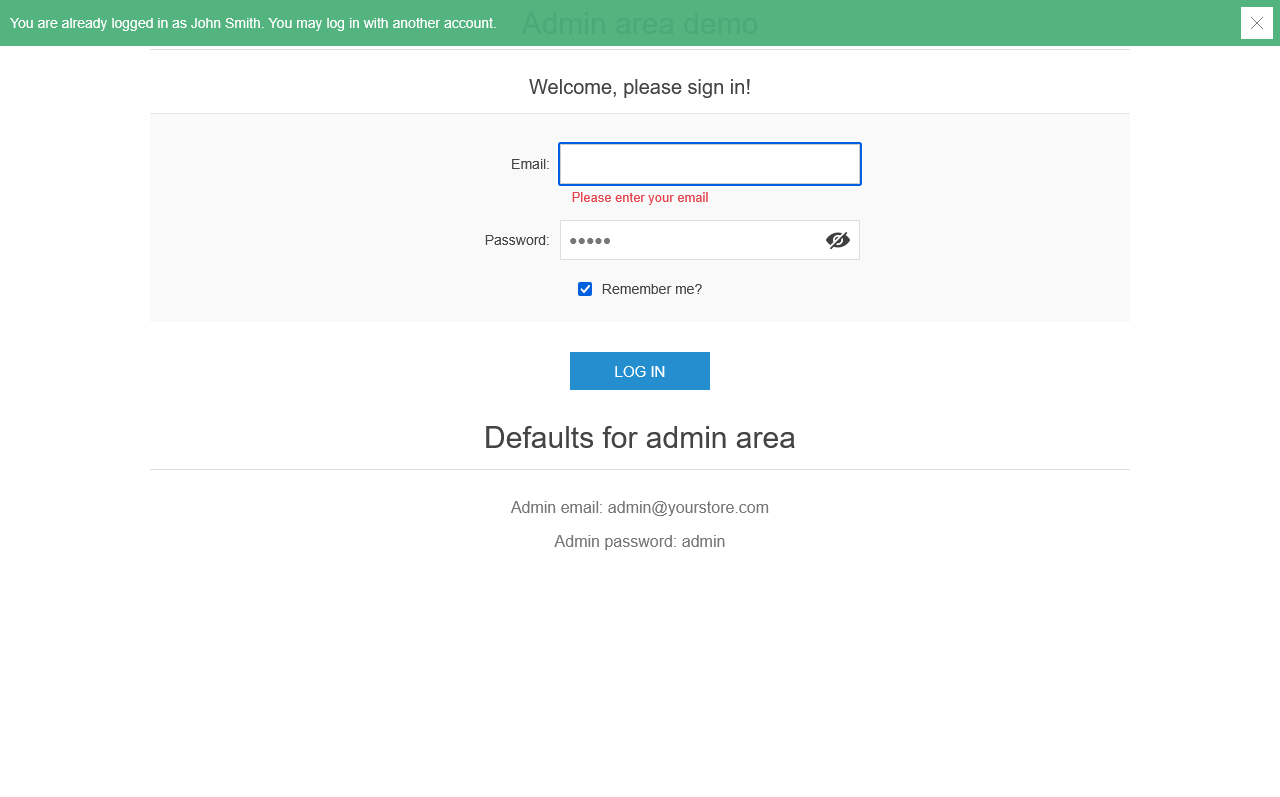 You are already logged in as John Smith. You may log in with another account.
Admin area demo
Welcome, please sign in!
Email:
Please enter your email
Password:
Remember me?
LOG IN
Defaults for admin area
Admin email: admin@yourstore.com
Admin password: admin